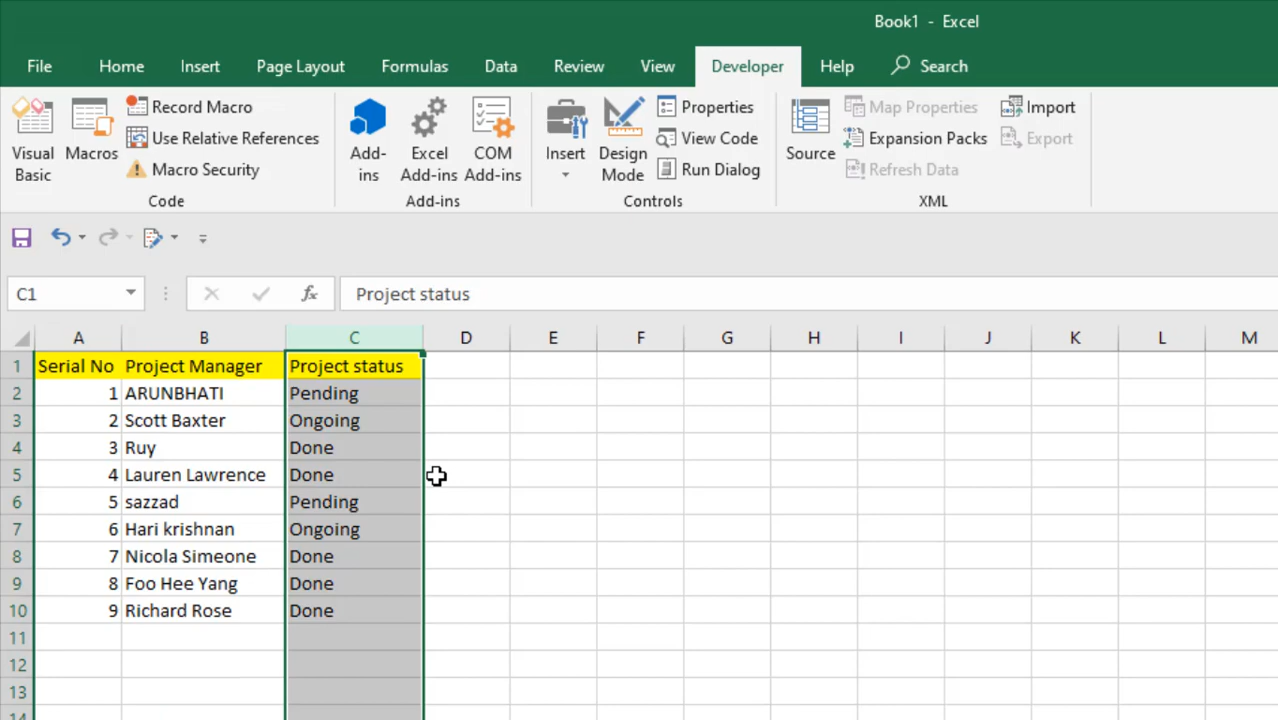 Book1 - Excel
File Home Insert Page Layout Formulas Data Review View Developer Help Search
Visual Basic
Macros
Record Macro
Use Relative References
Macro Security
Code
Add-ins
Excel Add-ins
COM Add-ins
Add-ins
Insert
Design Mode
Properties
View Code
Run Dialog
Controls
Source
Map Properties
Expansion Packs
Refresh Data
Import
Export
XML
C1 fx Project status
A B C D E F G H I J K L M
1 Serial No Project Manager Project status
2 1 ARUNBHATI Pending
3 2 Scott Baxter Ongoing
4 3 Ruy Done
5 4 Lauren Lawrence Done
6 5 sazzad Pending
7 6 Hari krishnan Ongoing
8 7 Nicola Simeone Done
9 8 Foo Hee Yang Done
10 9 Richard Rose Done
11
12
13
14